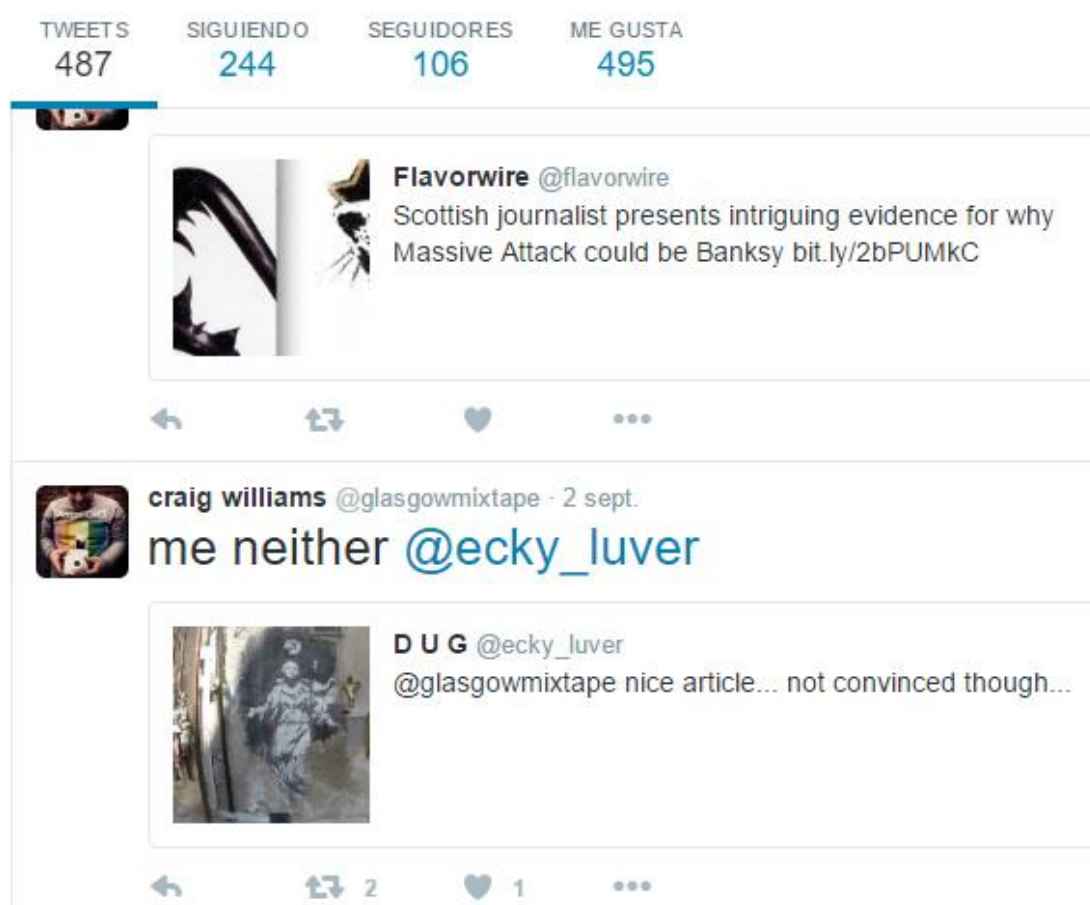 TWEETS SIGUIENDO SEGUIDORES ME GUSTA
487 244 106 495
Flavorwire @flavorwire
Scottish journalist presents intriguing evidence for why
Massive Attack could be Banksy bit.ly/2bPUMkC
craig williams @glasgowmixtape · 2 sept.
me neither @ecky_luver
D U G @ecky_luver
@glasgowmixtape nice article... not convinced though...
2 1